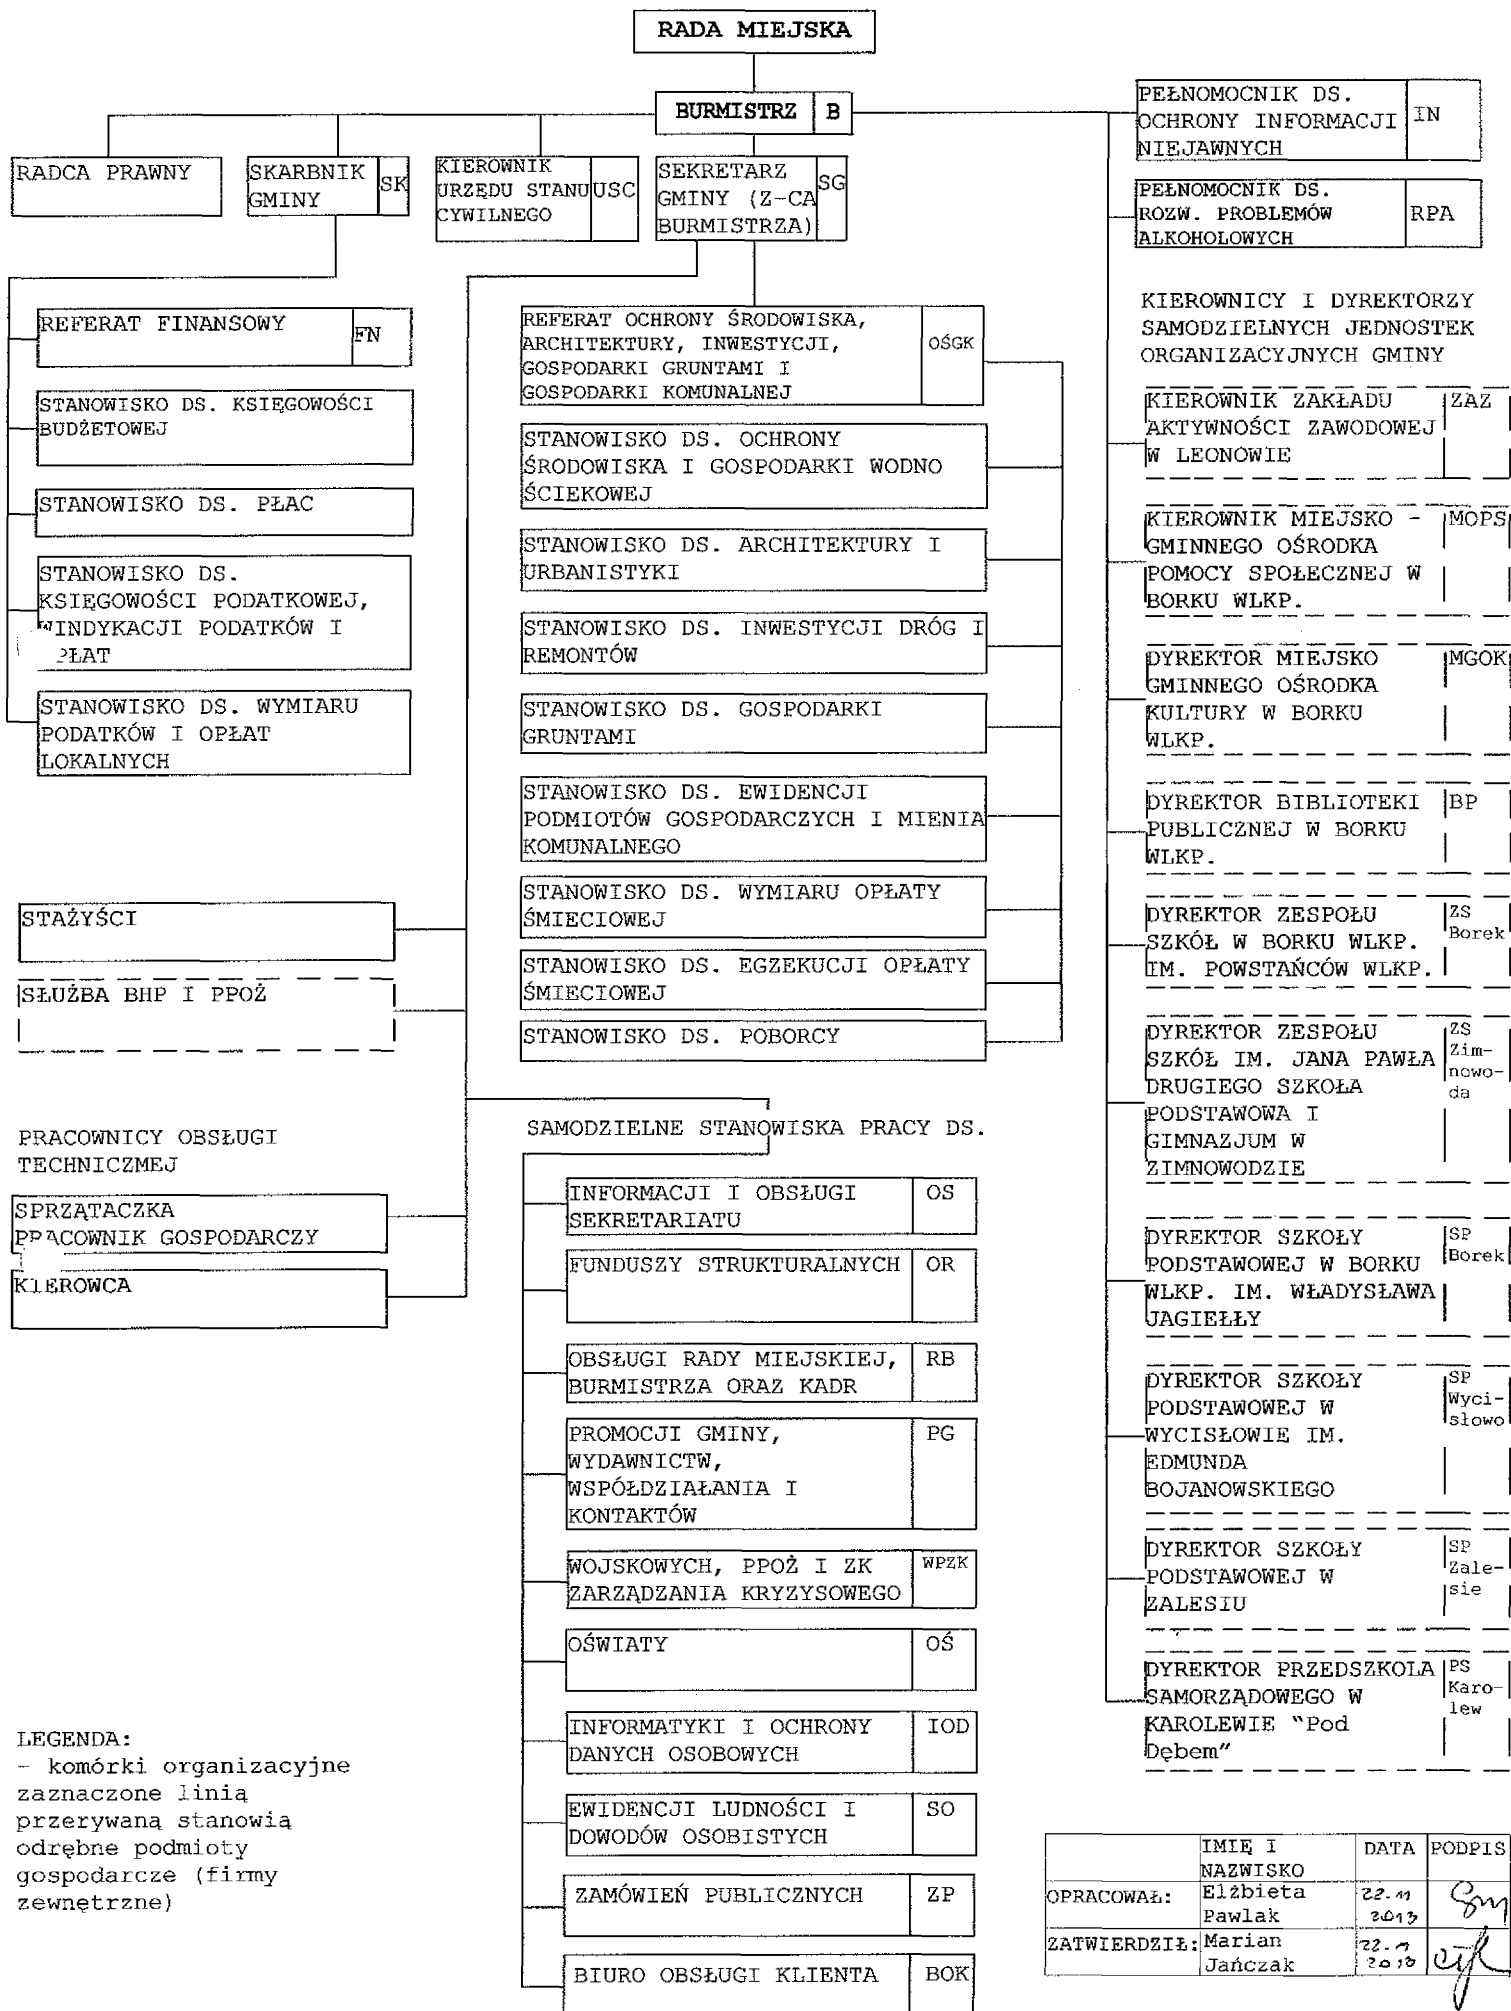 RADA MIEJSKA
BURMISTRZ B
RADCA PRAWNY
SKARBNIK
GMINY
SK
KIEROWNIK
URZĘDU STANU
CYWILNEGO
USC
SEKRETARZ
GMINY (Z-CA
BURMISTRZA)
SG
PEŁNOMOCNIK DS.
OCHRONY INFORMACJI
NIEJAWNYCH
IN
PEŁNOMOCNIK DS.
ROZW. PROBLEMÓW
ALKOHOLOWYCH
RPA
REFERAT FINANSOWY
FN
STANOWISKO DS. KSIĘGOWOŚCI
BUDŻETOWEJ
STANOWISKO DS. PŁAC
STANOWISKO DS.
KSIĘGOWOŚCI PODATKOWEJ,
WINDYKACJI PODATKÓW I
PŁAT
STANOWISKO DS. WYMIARU
PODATKÓW I OPŁAT
LOKALNYCH
STAŻYŚCI
SŁUŻBA BHP I PPOŻ
PRACOWNICY OBSŁUGI
TECHNICZMEJ
SPRZĄTACZKA
PRACOWNIK GOSPODARCZY
KIEROWCA
REFERAT OCHRONY ŚRODOWISKA,
ARCHITEKTURY, INWESTYCJI,
GOSPODARKI GRUNTAMI I
GOSPODARKI KOMUNALNEJ
OŚGK
STANOWISKO DS. OCHRONY
ŚRODOWISKA I GOSPODARKI WODNO
ŚCIEKOWEJ
STANOWISKO DS. ARCHITEKTURY I
URBANISTYKI
STANOWISKO DS. INWESTYCJI DRÓG I
REMONTÓW
STANOWISKO DS. GOSPODARKI
GRUNTAMI
STANOWISKO DS. EWIDENCJI
PODMIOTÓW GOSPODARCZYCH I MIENIA
KOMUNALNEGO
STANOWISKO DS. WYMIARU OPŁATY
ŚMIECIOWEJ
STANOWISKO DS. EGZEKUCJI OPŁATY
ŚMIECIOWEJ
STANOWISKO DS. POBORCY
SAMODZIELNE STANOWISKA PRACY DS.
INFORMACJI I OBSŁUGI
SEKRETARIATU
OS
FUNDUSZY STRUKTURALNYCH
OR
OBSŁUGI RADY MIEJSKIEJ,
BURMISTRZA ORAZ KADR
RB
PROMOCJI GMINY,
WYDAWNICTW,
WSPÓŁDZIAŁANIA I
KONTAKTÓW
PG
WOJSKOWYCH, PPOŻ I ZK
ZARZĄDZANIA KRYZYSOWEGO
WPZK
OŚWIATY
OŚ
INFORMATYKI I OCHRONY
DANYCH OSOBOWYCH
IOD
EWIDENCJI LUDNOŚCI I
DOWODÓW OSOBISTYCH
SO
ZAMÓWIEŃ PUBLICZNYCH
ZP
BIURO OBSŁUGI KLIENTA
BOK
KIEROWNICY I DYREKTORZY
SAMODZIELNYCH JEDNOSTEK
ORGANIZACYJNYCH GMINY
KIEROWNIK ZAKŁADU
AKTYWNOŚCI ZAWODOWEJ
W LEONOWIE
ZAZ
KIEROWNIK MIEJSKO -
GMINNEGO OŚRODKA
POMOCY SPOŁECZNEJ W
BORKU WLKP.
MOPS
DYREKTOR MIEJSKO
GMINNEGO OŚRODKA
KULTURY W BORKU
WLKP.
MGOK
DYREKTOR BIBLIOTEKI
PUBLICZNEJ W BORKU
WLKP.
BP
DYREKTOR ZESPOŁU
SZKÓŁ W BORKU WLKP.
IM. POWSTAŃCÓW WLKP.
ZS
Borek
DYREKTOR ZESPOŁU
SZKÓŁ IM. JANA PAWŁA
DRUGIEGO SZKOŁA
PODSTAWOWA I
GIMNAZJUM W
ZIMNOWODZIE
ZS
Zim-
nowo-
da
DYREKTOR SZKOŁY
PODSTAWOWEJ W BORKU
WLKP. IM. WŁADYSŁAWA
JAGIEŁŁY
SP
Borek
DYREKTOR SZKOŁY
PODSTAWOWEJ W
WYCISŁOWIE IM.
EDMUNDA
BOJANOWSKIEGO
SP
Wyci-
słowo
DYREKTOR SZKOŁY
PODSTAWOWEJ W
ZALESIU
SP
Zale-
sie
DYREKTOR PRZEDSZKOLA
SAMORZĄDOWEGO W
KAROLEWIE "Pod
Dębem"
PS
Karo-
lew
LEGENDA:
- komórki organizacyjne
zaznaczone linią
przerywaną stanowią
odrębne podmioty
gospodarcze (firmy
zewnętrzne)
IMIĘ I
NAZWISKO
DATA PODPIS
OPRACOWAŁ: Elżbieta
Pawlak
22.11
2013
ZATWIERDZIŁ: Marian
Jańczak
22.11
2013